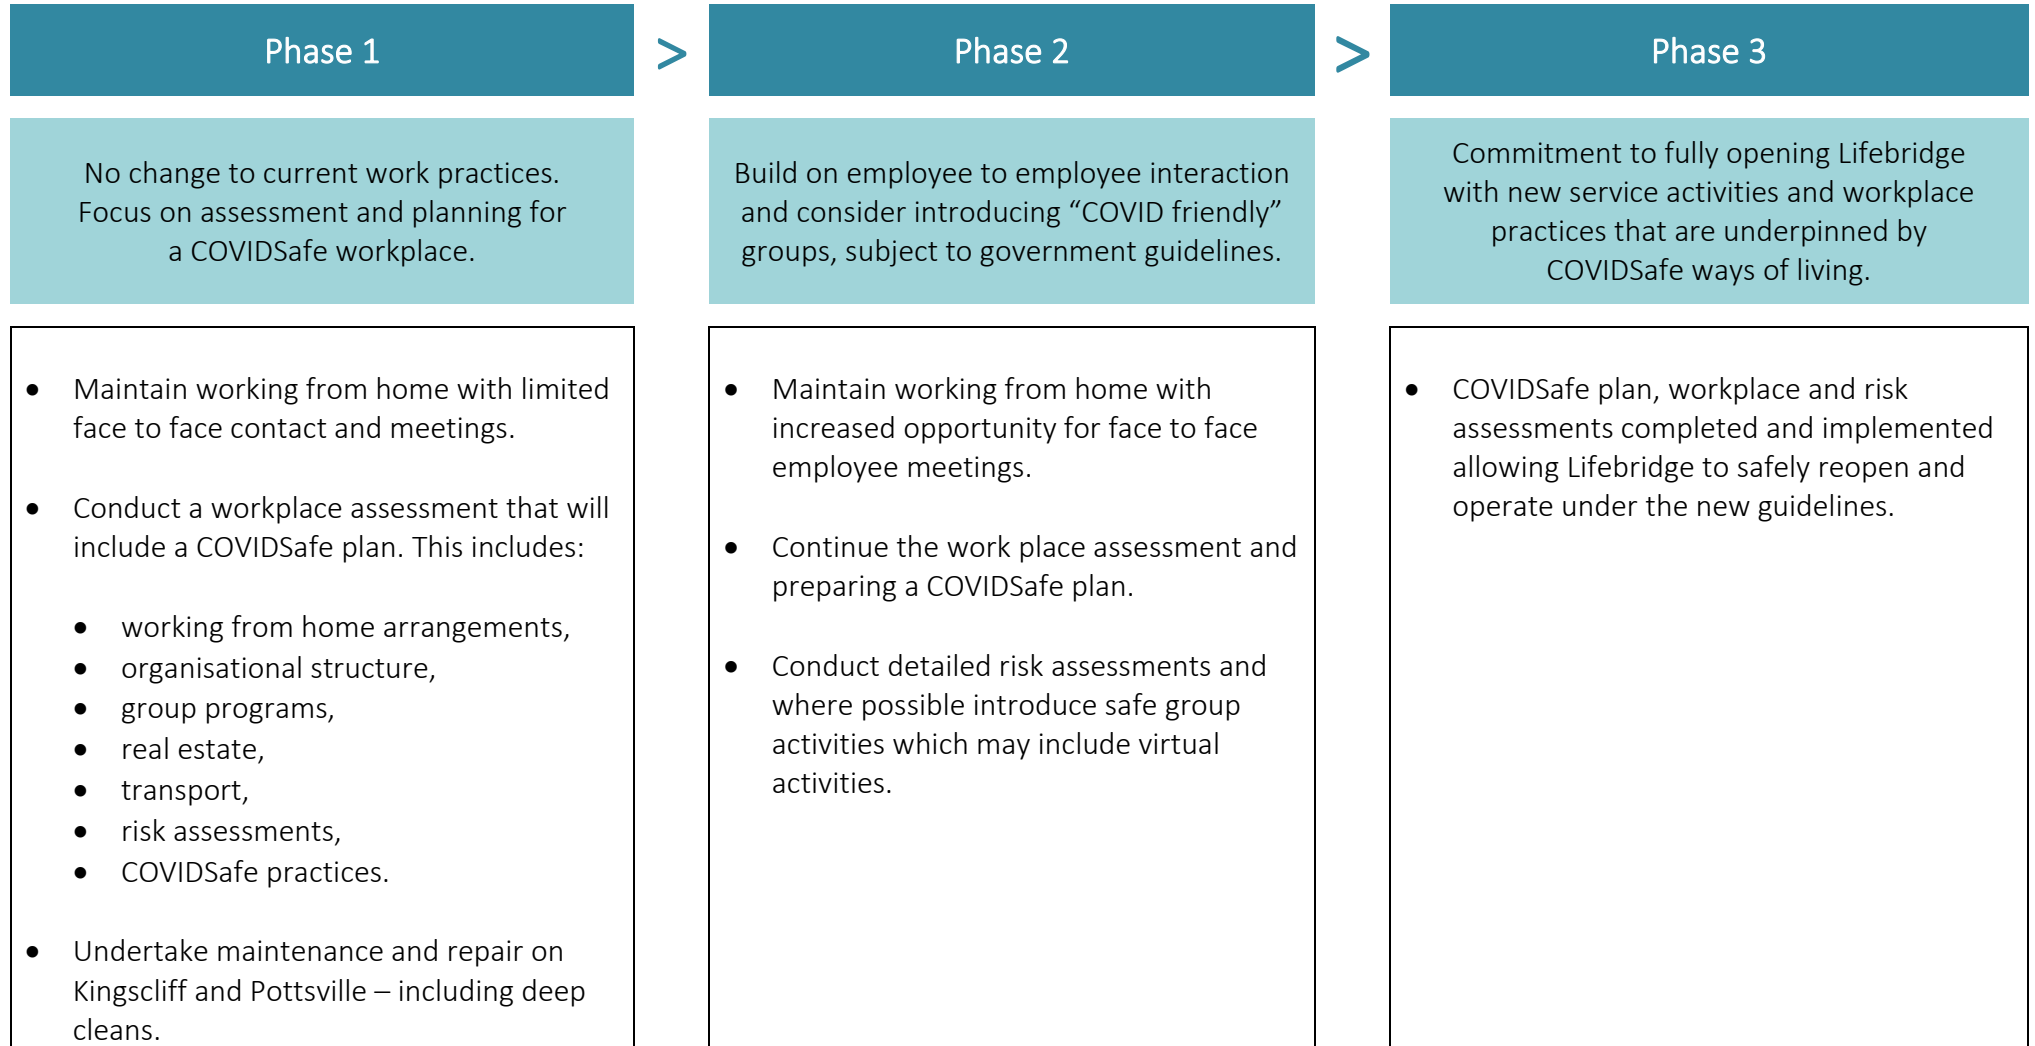 Phase 1
>
Phase 2
>
Phase 3
No change to current work practices.
Focus on assessment and planning for
a COVIDSafe workplace.
Build on employee to employee interaction
and consider introducing “COVID friendly”
groups, subject to government guidelines.
Commitment to fully opening Lifebridge
with new service activities and workplace
practices that are underpinned by
COVIDSafe ways of living.
• Maintain working from home with limited
face to face contact and meetings.
• Conduct a workplace assessment that will
include a COVIDSafe plan. This includes:
• working from home arrangements,
• organisational structure,
• group programs,
• real estate,
• transport,
• risk assessments,
• COVIDSafe practices.
• Undertake maintenance and repair on
Kingscliff and Pottsville – including deep
cleans.
• Maintain working from home with
increased opportunity for face to face
employee meetings.
• Continue the work place assessment and
preparing a COVIDSafe plan.
• Conduct detailed risk assessments and
where possible introduce safe group
activities which may include virtual
activities.
• COVIDSafe plan, workplace and risk
assessments completed and implemented
allowing Lifebridge to safely reopen and
operate under the new guidelines.